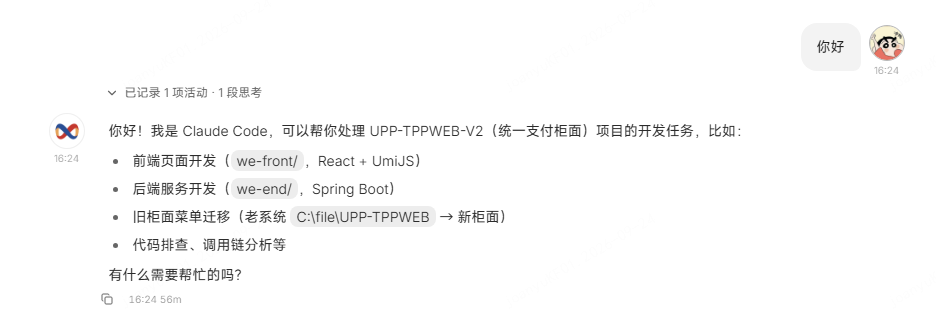 你好
16:24
已记录 1 项活动 · 1 段思考
你好！我是 Claude Code，可以帮你处理 UPP-TPPWEB-V2（统一支付柜面）项目的开发任务，比如：
16:24
前端页面开发（we-front/，React + UmiJS）
后端服务开发（we-end/，Spring Boot）
旧柜面菜单迁移（老系统 C:\file\UPP-TPPWEB → 新柜面）
代码排查、调用链分析等
有什么需要帮忙的吗？
16:24 56m